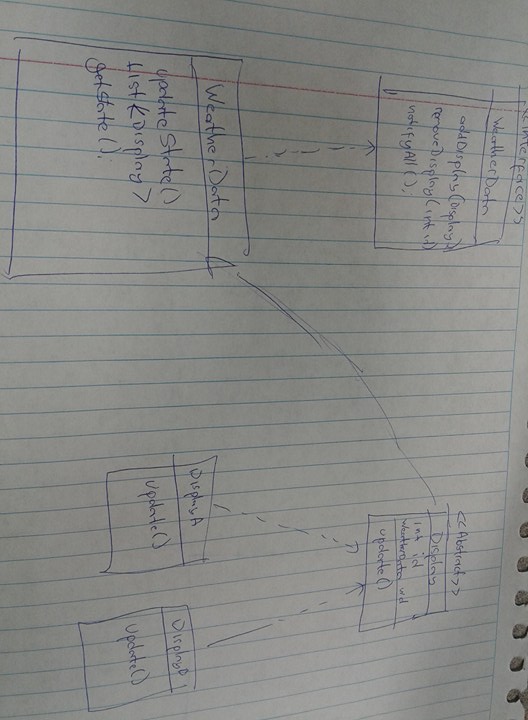 <<Interface>>
WeatherData
addDisplay(Display d)
removeDisplay(int id)
notifyAll();
WeatherData
updateState()
List<Display>
getState();
<<Abstract>>
Display
int id
weatherdata wd
update()
DisplayA
update()
DisplayB
update()